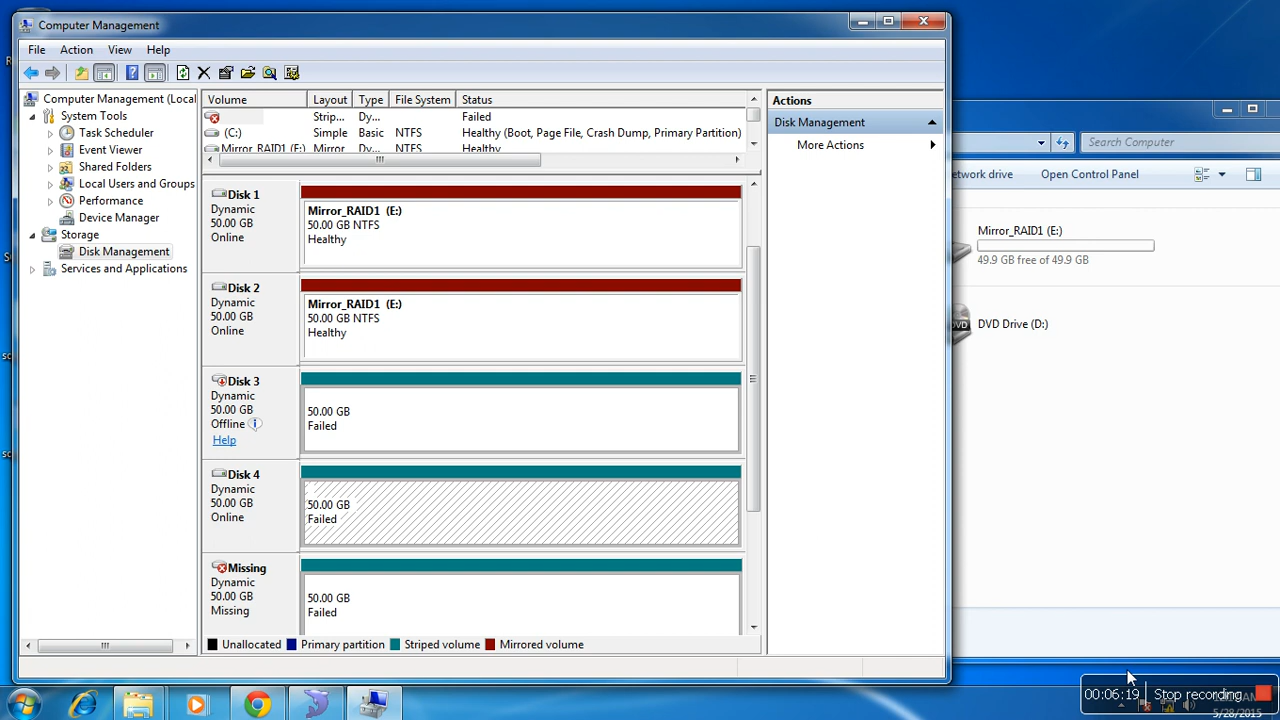 Computer Management
File Action View Help
Computer Management (Local
System Tools
Task Scheduler
Event Viewer
Shared Folders
Local Users and Groups
Performance
Device Manager
Storage
Disk Management
Services and Applications
Volume Layout Type File System Status
Strip... Dy... Failed
(C:) Simple Basic NTFS Healthy (Boot, Page File, Crash Dump, Primary Partition)
Mirror_RAID1 (E:) Mirror Dy... NTFS Healthy
Disk 1
Dynamic
50.00 GB
Online
Mirror_RAID1 (E:)
50.00 GB NTFS
Healthy
Disk 2
Dynamic
50.00 GB
Online
Mirror_RAID1 (E:)
50.00 GB NTFS
Healthy
Disk 3
Dynamic
50.00 GB
Offline
Help
50.00 GB
Failed
Disk 4
Dynamic
50.00 GB
Online
50.00 GB
Failed
Missing
Dynamic
50.00 GB
Missing
50.00 GB
Failed
Unallocated Primary partition Striped volume Mirrored volume
Actions
Disk Management
More Actions
Search Computer
etwork drive Open Control Panel
Mirror_RAID1 (E:)
49.9 GB free of 49.9 GB
DVD
DVD Drive (D:)
00:06:19 Stop recording
5/28/2015